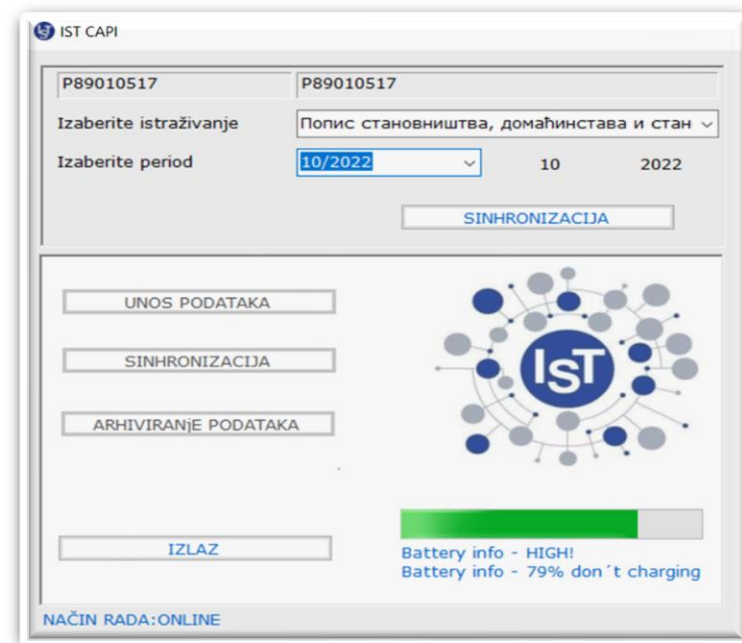 IST CAPI
P89010517 P89010517
Izaberite istraživanje Попис становништва, домаћинстава и стан
Izaberite period 10/2022 10 2022
SINHRONIZACIJA
UNOS PODATAKA
SINHRONIZACIJA
ARHIVIRANjE PODATAKA
IST
IZLAZ
Battery info - HIGH!
Battery info - 79% don´t charging
NAČIN RADA:ONLINE